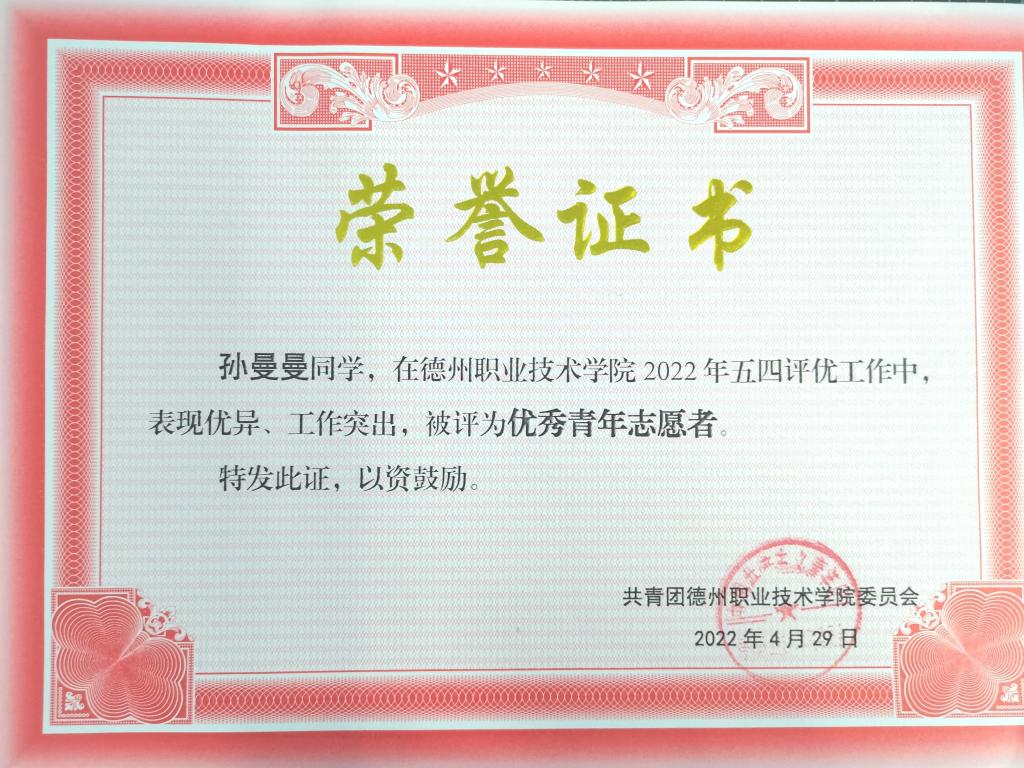 荣誉证书
孙曼曼同学，在德州职业技术学院 2022 年五四评优工作中，
表现优异、工作突出，被评为优秀青年志愿者。
特发此证，以资鼓励。
共青团德州职业技术学院委员会
2022 年 4 月 29 日